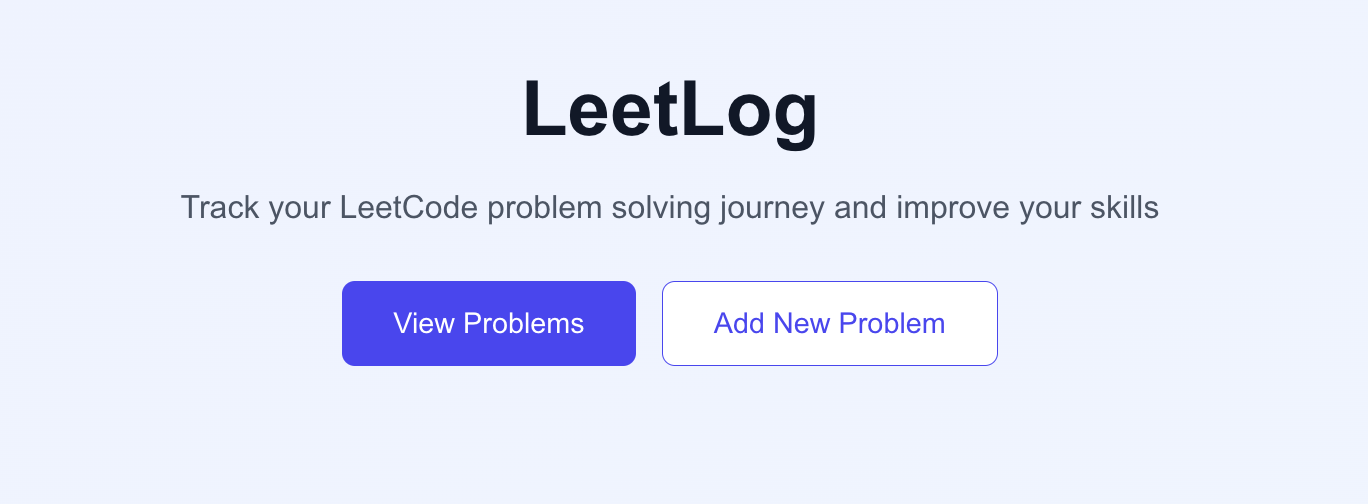 LeetLog
Track your LeetCode problem solving journey and improve your skills
View Problems
Add New Problem